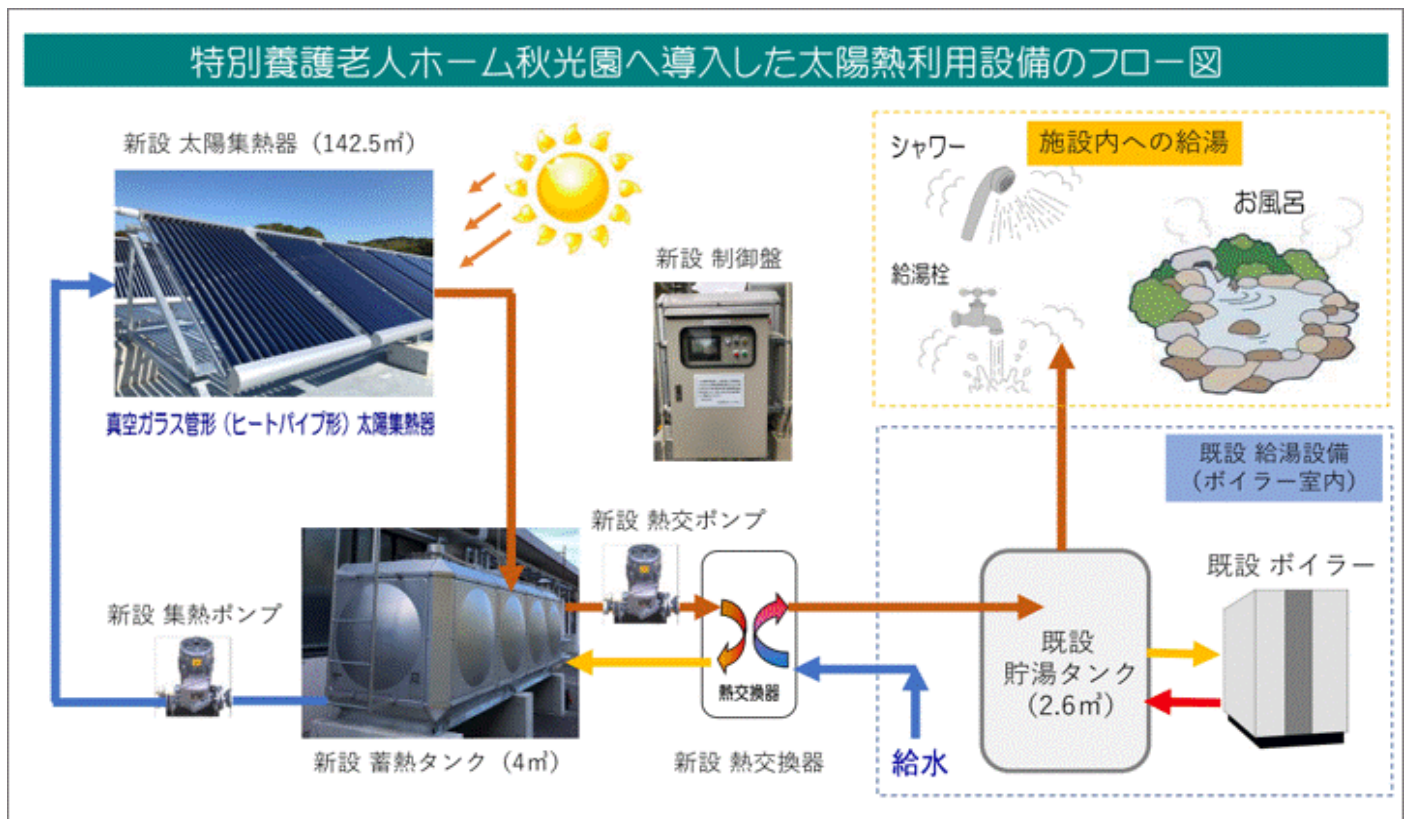 特別養護老人ホーム秋光園へ導入した太陽熱利用設備のフロー図
新設 太陽集熱器（142.5㎡）
真空ガラス管形（ヒートパイプ形）太陽集熱器
新設 制御盤
シャワー
施設内への給湯
お風呂
給湯栓
既設 給湯設備
（ボイラー室内）
新設 集熱ポンプ
新設 熱交ポンプ
熱交換器
既設
貯湯タンク
（2.6㎥）
既設 ボイラー
新設 蓄熱タンク（4㎥）
新設 熱交換器
給水